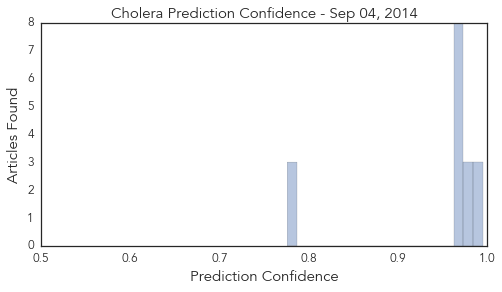 Cholera Prediction Confidence - Sep 04, 2014
Articles Found
8
7
6
5
4
3
2
1
0
0.5 0.6 0.7 0.8 0.9 1.0
Prediction Confidence